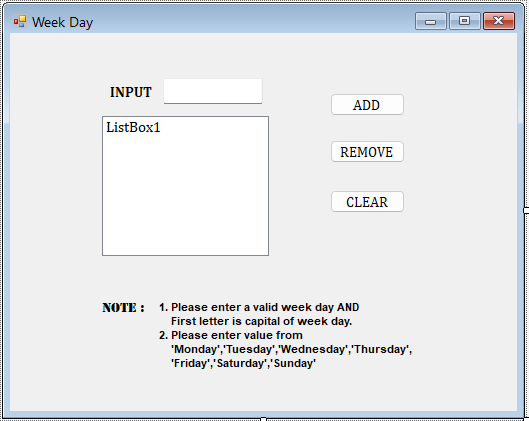 Week Day
INPUT
ADD
ListBox1
REMOVE
CLEAR
NOTE :
1. Please enter a valid week day AND
First letter is capital of week day.
2. Please enter value from
'Monday','Tuesday','Wednesday','Thursday',
'Friday','Saturday','Sunday'